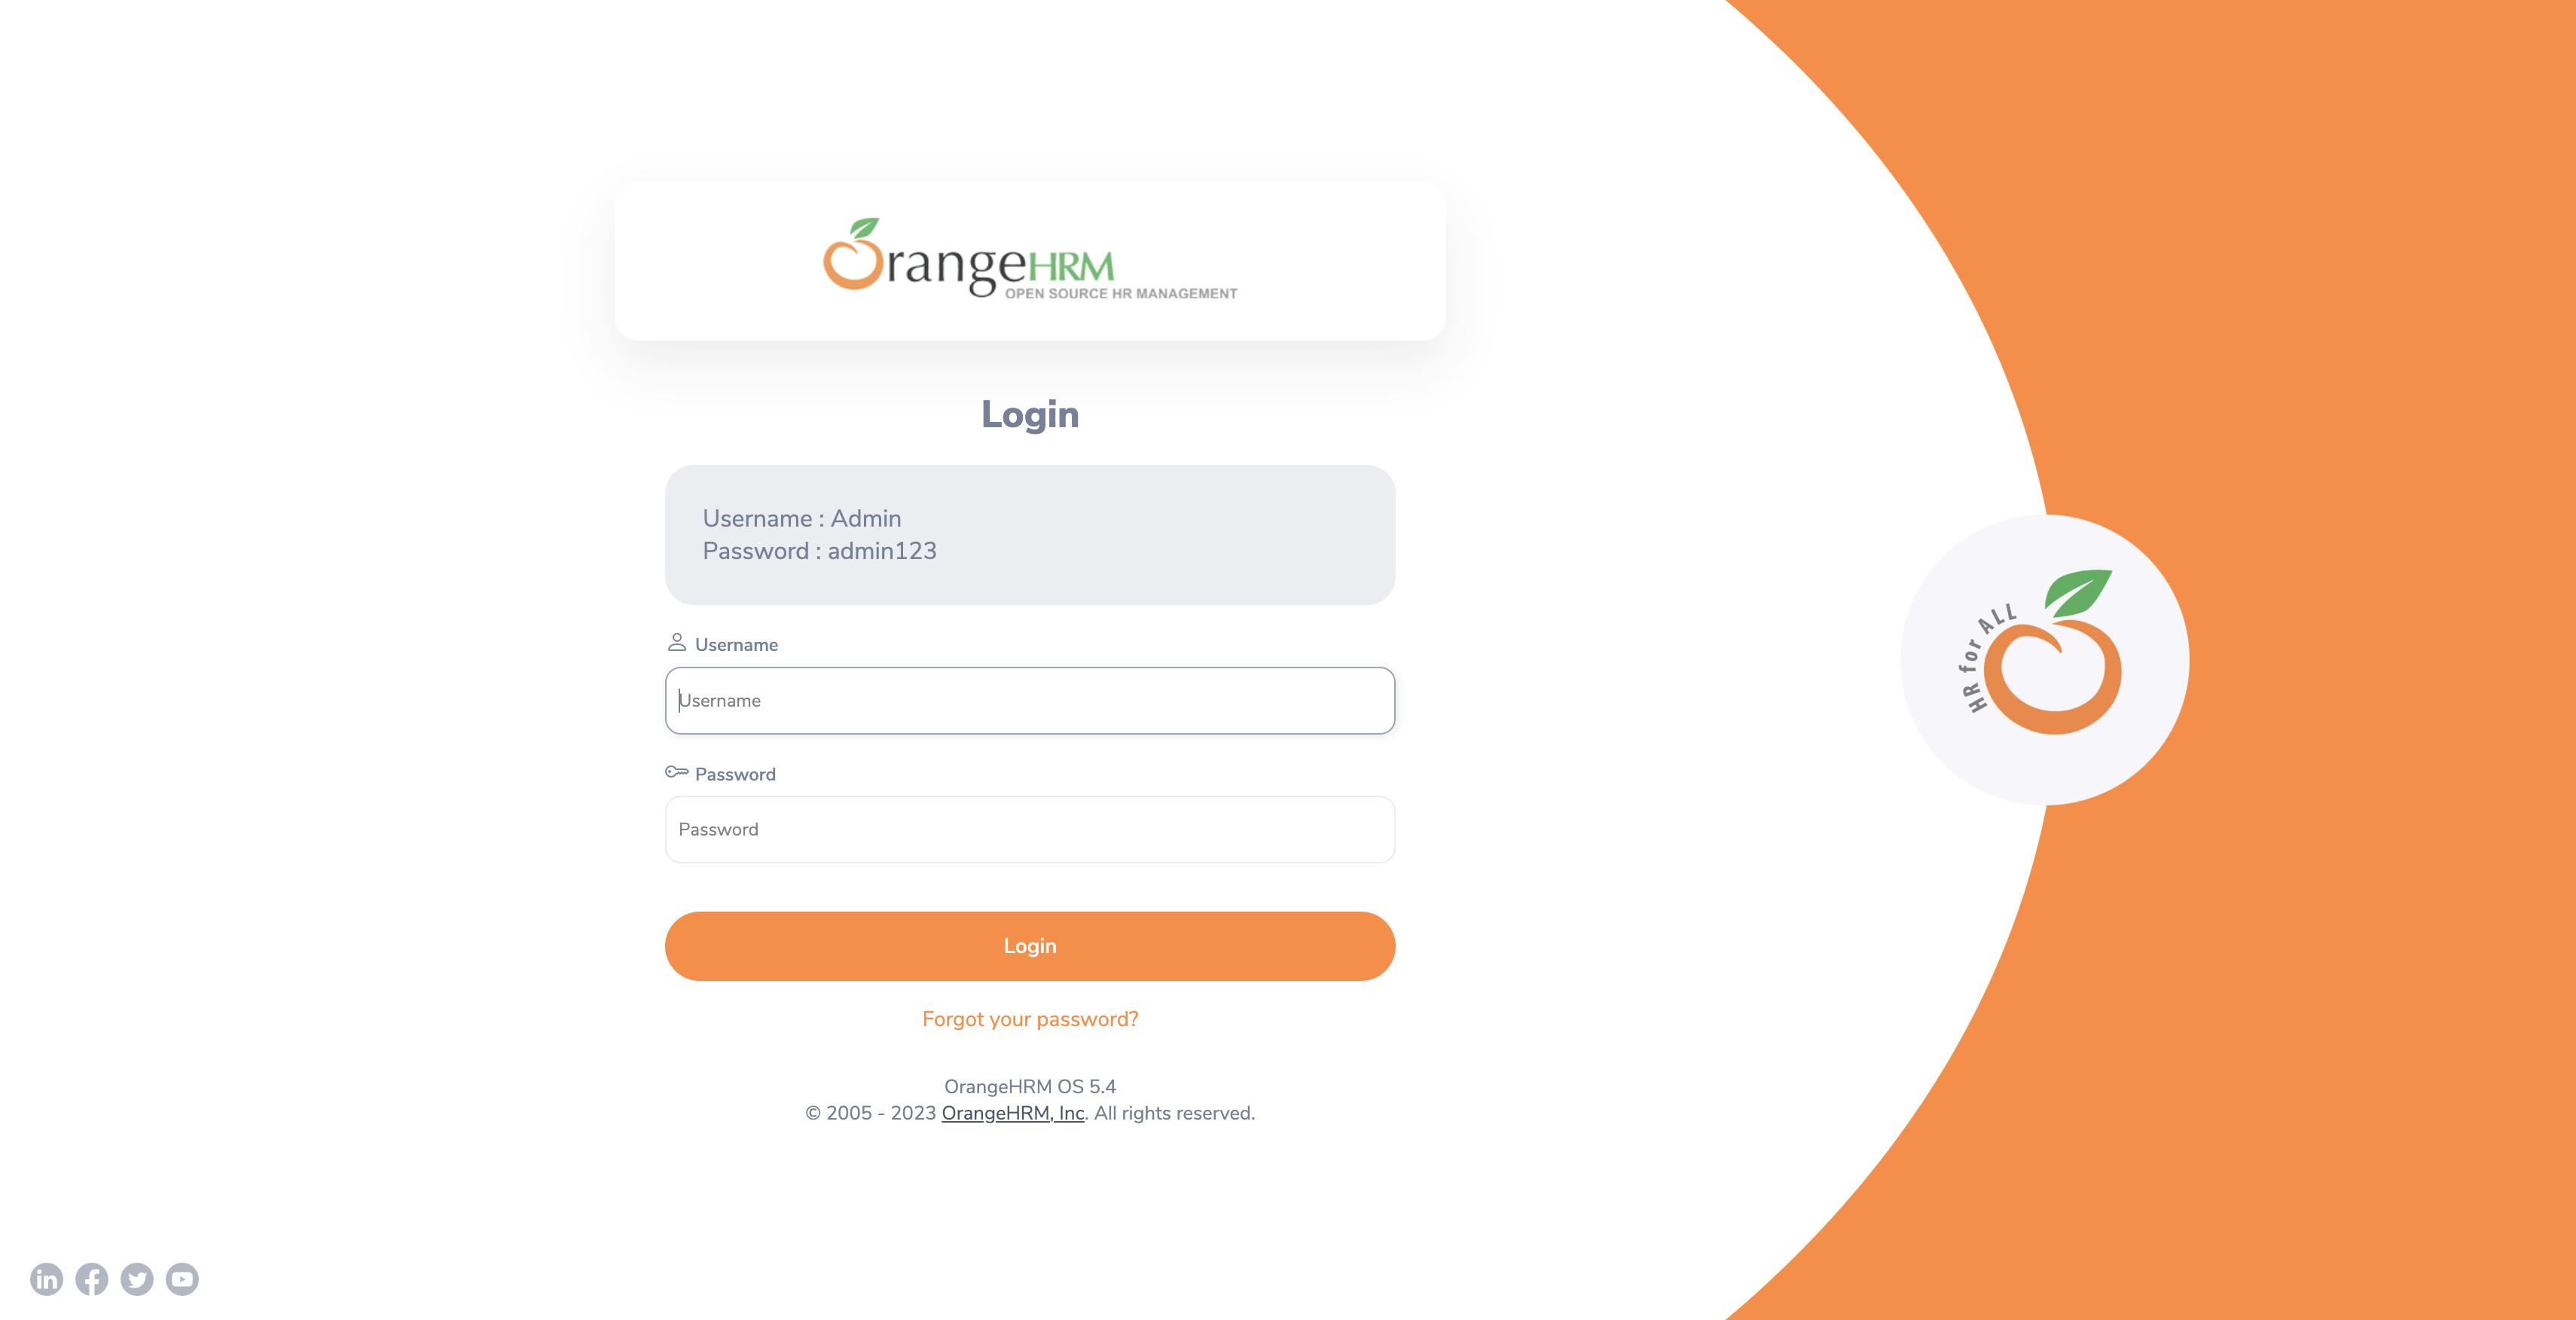 OrangeHRM
OPEN SOURCE HR MANAGEMENT
Login
Username : Admin
Password : admin123
Username
Username
Password
Password
Login
Forgot your password?
OrangeHRM OS 5.4
© 2005 - 2023 OrangeHRM, Inc. All rights reserved.
HR for ALL
in